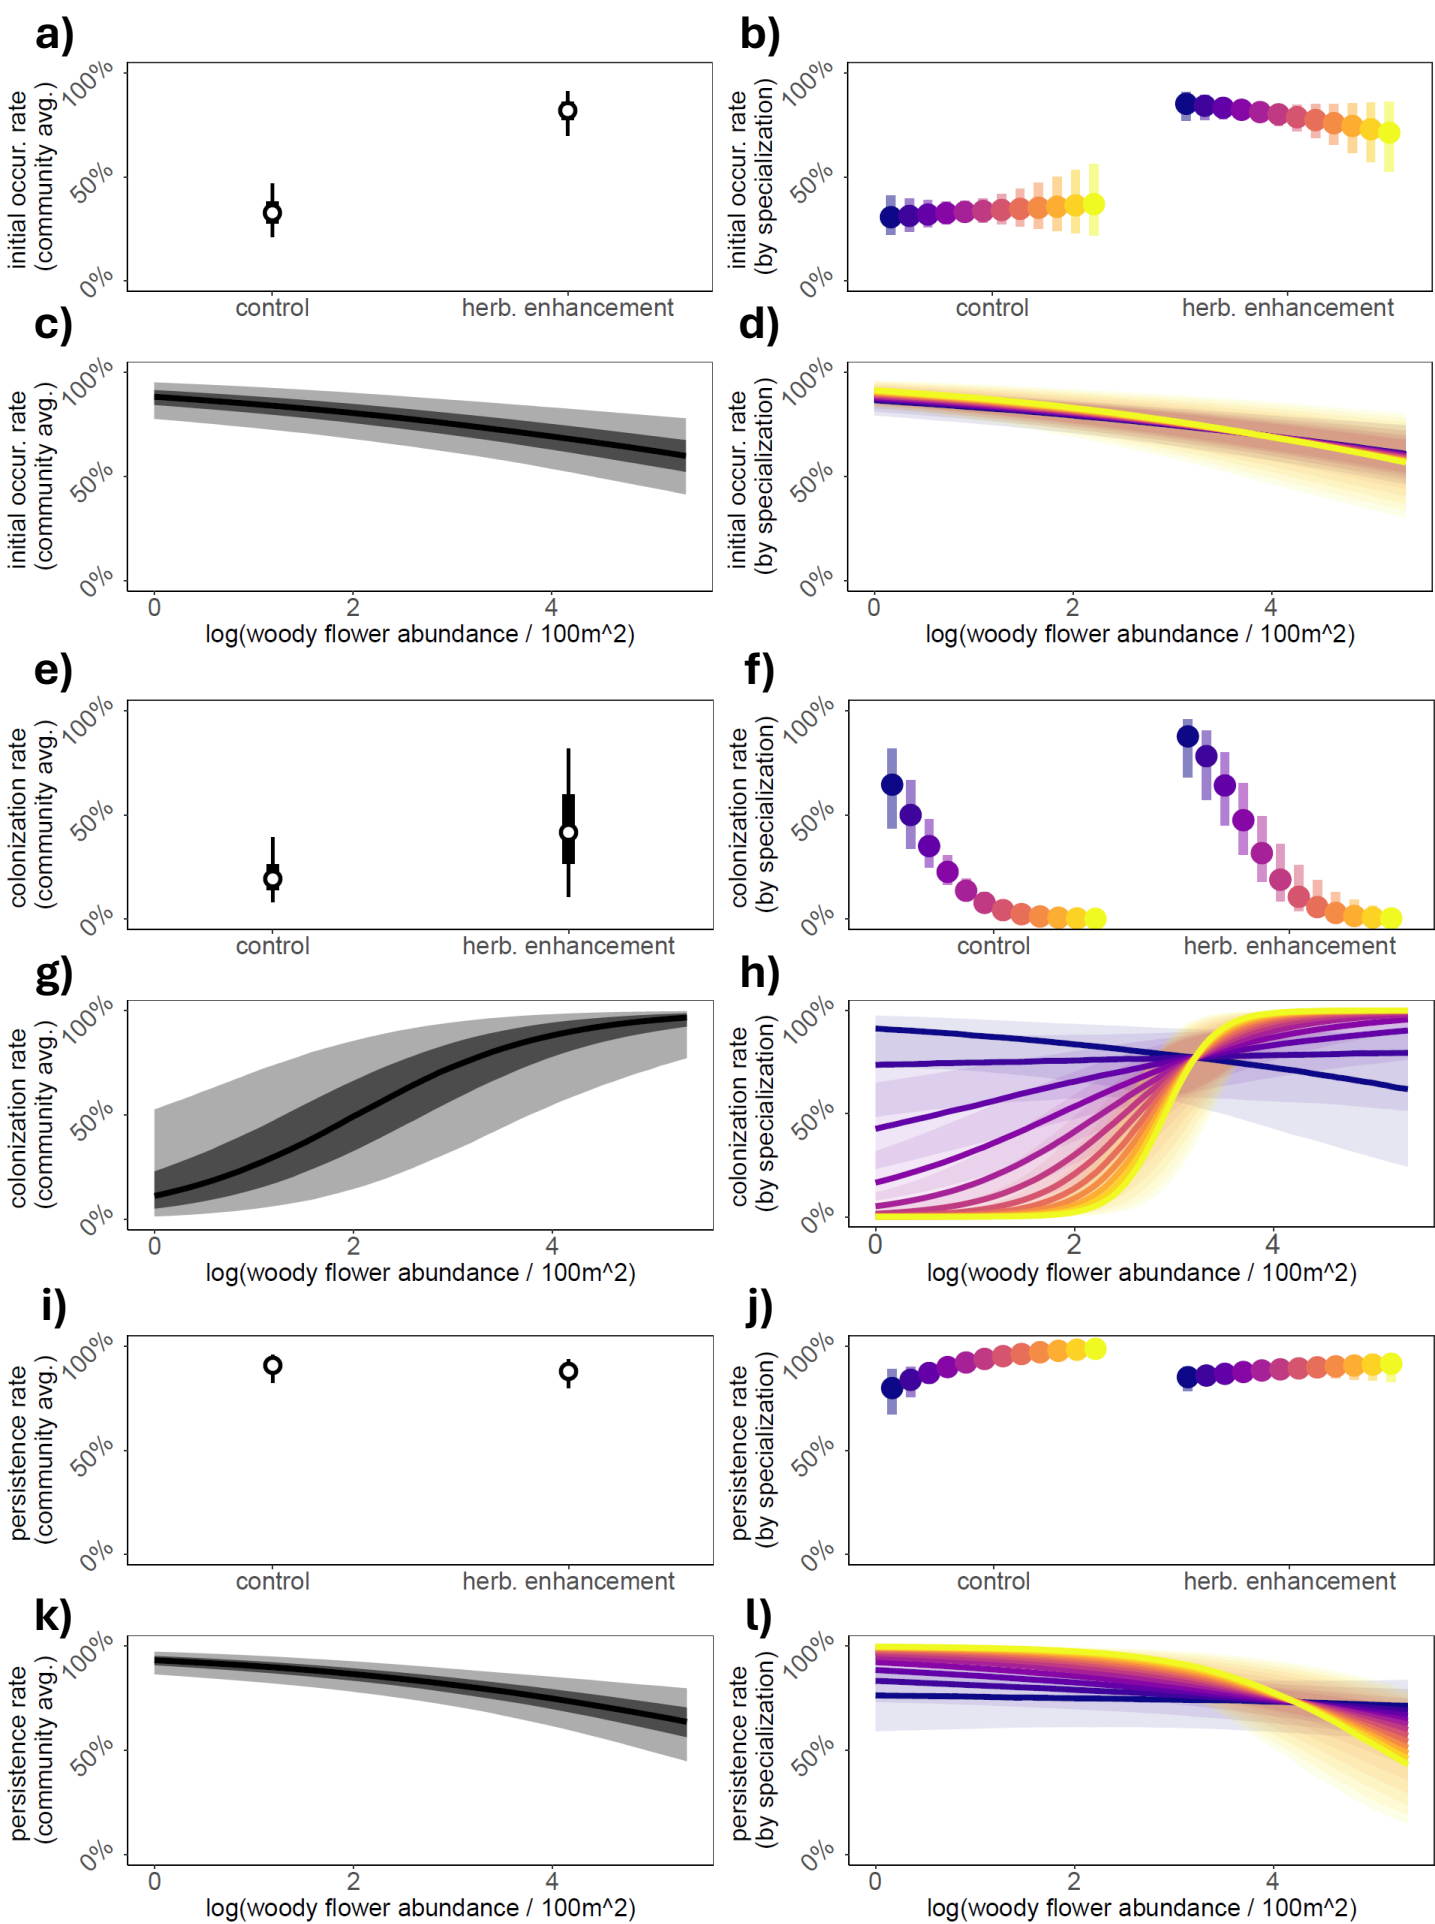 a)
initial occur. rate
(community avg.)
100%
50%
0%
control
herb. enhancement
b)
initial occur. rate
(by specialization)
100%
50%
0%
control
herb. enhancement
c)
initial occur. rate
(community avg.)
100%
50%
0%
0
2
4
log(woody flower abundance / 100m^2)
d)
initial occur. rate
(by specialization)
100%
50%
0%
0
2
4
log(woody flower abundance / 100m^2)
e)
colonization rate
(community avg.)
100%
50%
0%
control
herb. enhancement
f)
colonization rate
(by specialization)
100%
50%
0%
control
herb. enhancement
g)
colonization rate
(community avg.)
100%
50%
0%
0
2
4
log(woody flower abundance / 100m^2)
h)
colonization rate
(by specialization)
100%
50%
0%
0
2
4
log(woody flower abundance / 100m^2)
i)
persistence rate
(community avg.)
100%
50%
0%
control
herb. enhancement
j)
persistence rate
(by specialization)
100%
50%
0%
control
herb. enhancement
k)
persistence rate
(community avg.)
100%
50%
0%
0
2
4
log(woody flower abundance / 100m^2)
l)
persistence rate
(by specialization)
100%
50%
0%
0
2
4
log(woody flower abundance / 100m^2)